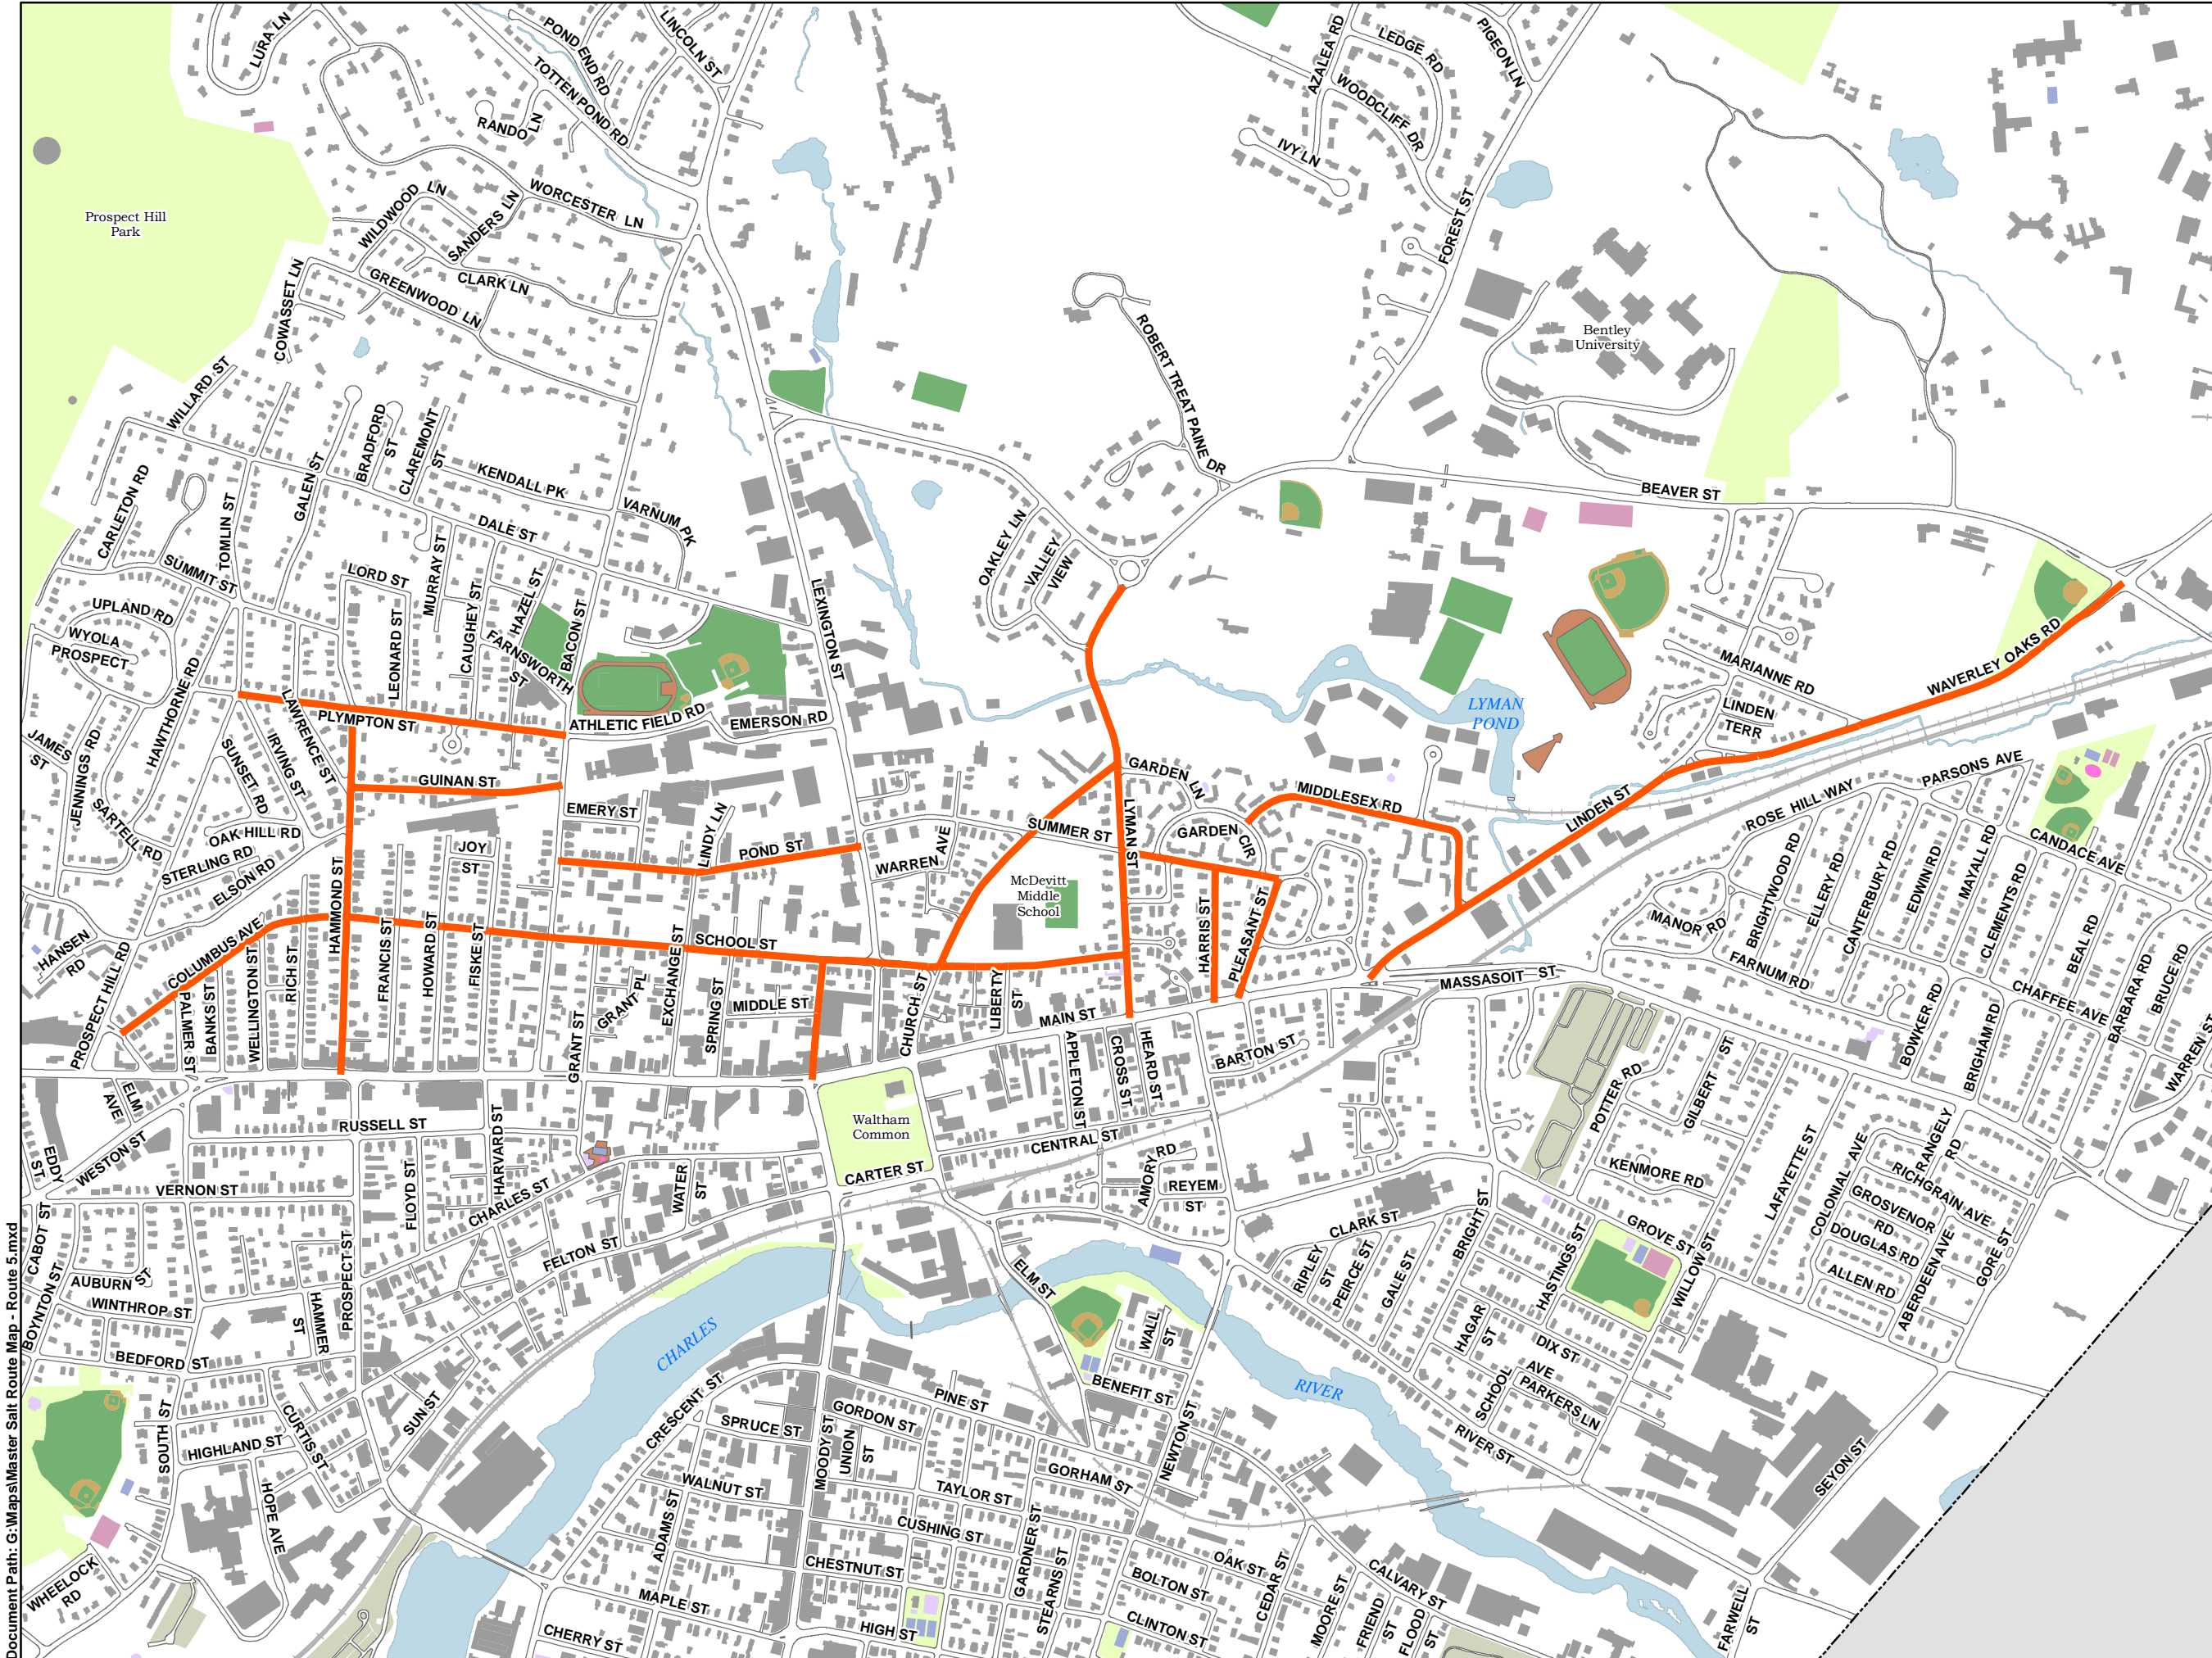 LURA LN
POND END RD
LINCOLN ST
TOTTEN POND RD
RANDO LN
AZALEA RD
LEDGE RD
PIGEON LN
WOODCLIFF DR
IVY LN
FOREST ST
Prospect Hill
Park
WILDWOOD LN
SANDERS LN
WORCESTER LN
CLARK LN
GREENWOOD LN
COWASSET LN
WILLARD ST
ROBERT TREAT PAINE DR
Bentley
University
BEAVER ST
CARLETON RD
TOMLIN ST
GALEN ST
BRADFORD
ST
CLAREMONT
ST
KENDALL PK
VARNUM PK
DALE ST
SUMMIT ST
LORD ST
MURRAY ST
CAUGHEY ST
HAZEL ST
BACON ST
FARNSWORTH
ST
LEONARD ST
LEXINGTON ST
OAKLEY LN
VALLEY
VIEW
UPLAND RD
WYOLA
PROSPECT
HAWTHORNE RD
JAMES
ST
JENNINGS RD
SARTELL RD
SUNSET RD
IRVING ST
LAWRENCE ST
PLYMPTON ST
ATHLETIC FIELD RD
EMERSON RD
GUINAN ST
EMERY ST
LINDY LN
POND ST
OAK HILL RD
STERLING RD
ELSON RD
JOY
ST
WARREN AVE
SUMMER ST
LYMAN ST
GARDEN LN
GARDEN
CIR
MIDDLESEX RD
LYMAN
POND
MARIANNE RD
LINDEN
TERR
WAVERLEY OAKS RD
LINDEN ST
ROSE HILL WAY
PARSONS AVE
CANDACE AVE
McDevitt
Middle
School
HARRIS ST
PLEASANT ST
HANSEN
RD
PROSPECT HILL RD
COLUMBUS AVE
PALMER ST
BANKS ST
WELLINGTON ST
RICH ST
HAMMOND ST
FRANCIS ST
HOWARD ST
FISKE ST
SCHOOL ST
EXCHANGE ST
GRANT PL
GRANT ST
SPRING ST
MIDDLE ST
CHURCH ST
LIBERTY
ST
MAIN ST
MASSASOIT ST
MANOR RD
BRIGHTWOOD RD
ELLERY RD
CANTERBURY RD
EDWIN RD
MAYALL RD
CLEMENTS RD
BEAL RD
BARBARA RD
BRUCE RD
WARREN ST
FARNUM RD
CHAFFEE AVE
BOWKER RD
BRIGHAM RD
ELM
AVE
WESTON ST
EDDY
ST
RUSSELL ST
HARVARD ST
FLOYD ST
VERNON ST
CHARLES ST
WATER
ST
FELTON ST
Waltham
Common
CARTER ST
CENTRAL ST
APPLETON ST
CROSS ST
HEARD ST
BARTON ST
AMORY RD
REYEM
ST
POTTER RD
GILBERT ST
KENMORE RD
LAFAYETTE ST
COLONIAL AVE
RANGELY
RD
RICHGRAIN AVE
GROSVENOR
RD
DOUGLAS RD
ALLEN RD
ABERDEEN AVE
GORE ST
CABOT ST
BOYNTON ST
AUBURN ST
WINTHROP ST
HAMMER
ST
PROSPECT ST
BEDFORD ST
SOUTH ST
HIGHLAND ST
CURTIS ST
HOPE AVE
SUN ST
WHEELOCK
RD
CHARLES
RIVER
ELM ST
WALL
ST
BENEFIT ST
NEWTON ST
CLARK ST
RIPLEY
ST
PEIRCE ST
GALE ST
BRIGHT ST
HASTINGS ST
GROVE ST
WILLOW ST
HAGAR
ST
DIX ST
SCHOOL
AVE
PARKERS LN
RIVER ST
SEYON ST
CRESCENT ST
SPRUCE ST
MOODY ST
GORDON ST
UNION
ST
PINE ST
WALNUT ST
ADAMS ST
TAYLOR ST
GORHAM ST
CUSHING ST
GARDNER ST
STEARNS ST
CHESTNUT ST
MAPLE ST
CHERRY ST
HIGH ST
OAK ST
BOLTON ST
CLINTON ST
CEDAR ST
MOORE ST
FRIEND
ST
FLOOD
ST
CALVARY ST
FARWELL
ST
Document Path: G:\Maps\Master Salt Route Map - Route 5.mxd